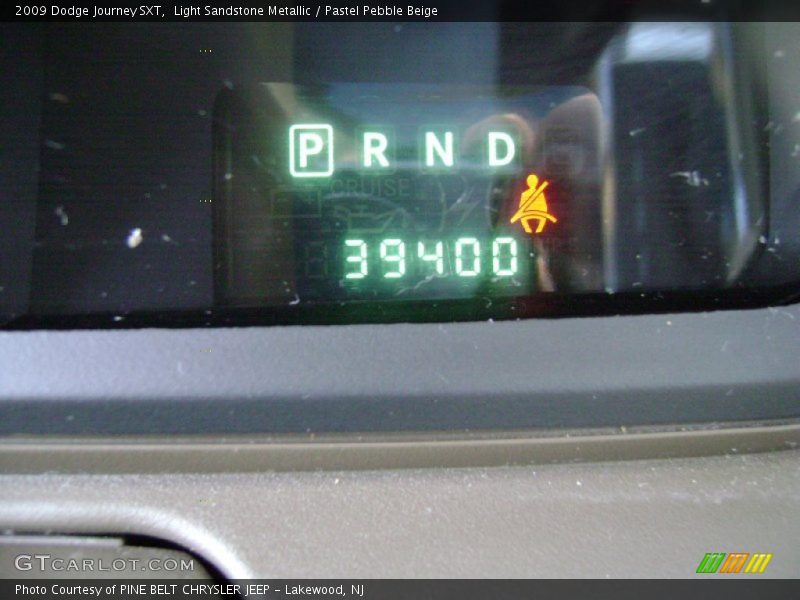 2009 Dodge Journey SXT,  Light Sandstone Metallic / Pastel Pebble Beige
P R N D
CRUISE
39400
GTCARLOT.COM
Photo Courtesy of PINE BELT CHRYSLER JEEP - Lakewood, NJ